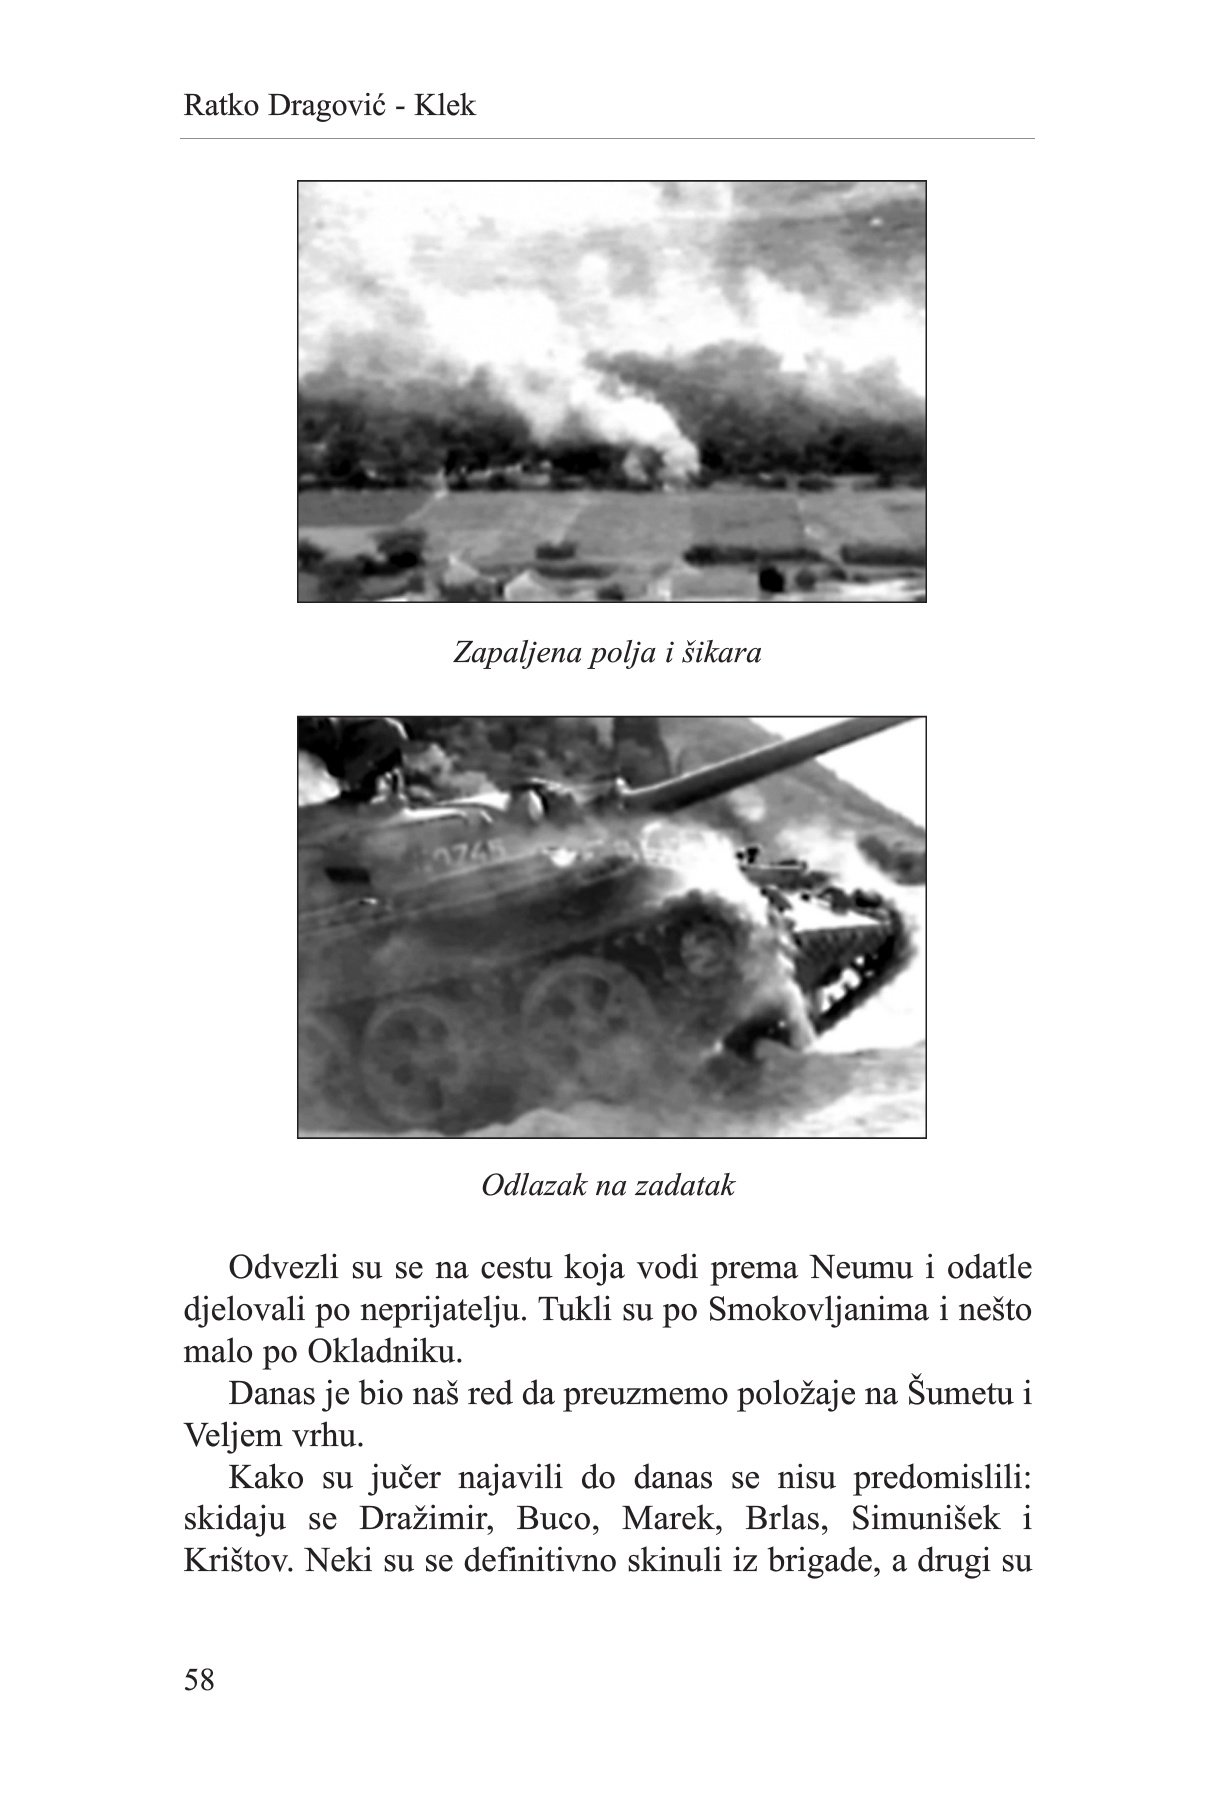 Ratko Dragović - Klek
Zapaljena polja i šikara
Odlazak na zadatak
Odvezli su se na cestu koja vodi prema Neumu i odatle
djelovali po neprijatelju. Tukli su po Smokovljanima i nešto
malo po Okladniku.
Danas je bio naš red da preuzmemo položaje na Šumetu i
Veljem vrhu.
Kako su jučer najavili do danas se nisu predomislili:
skidaju se Dražimir, Buco, Marek, Brlas, Simunišek i
Krištov. Neki su se definitivno skinuli iz brigade, a drugi su
58